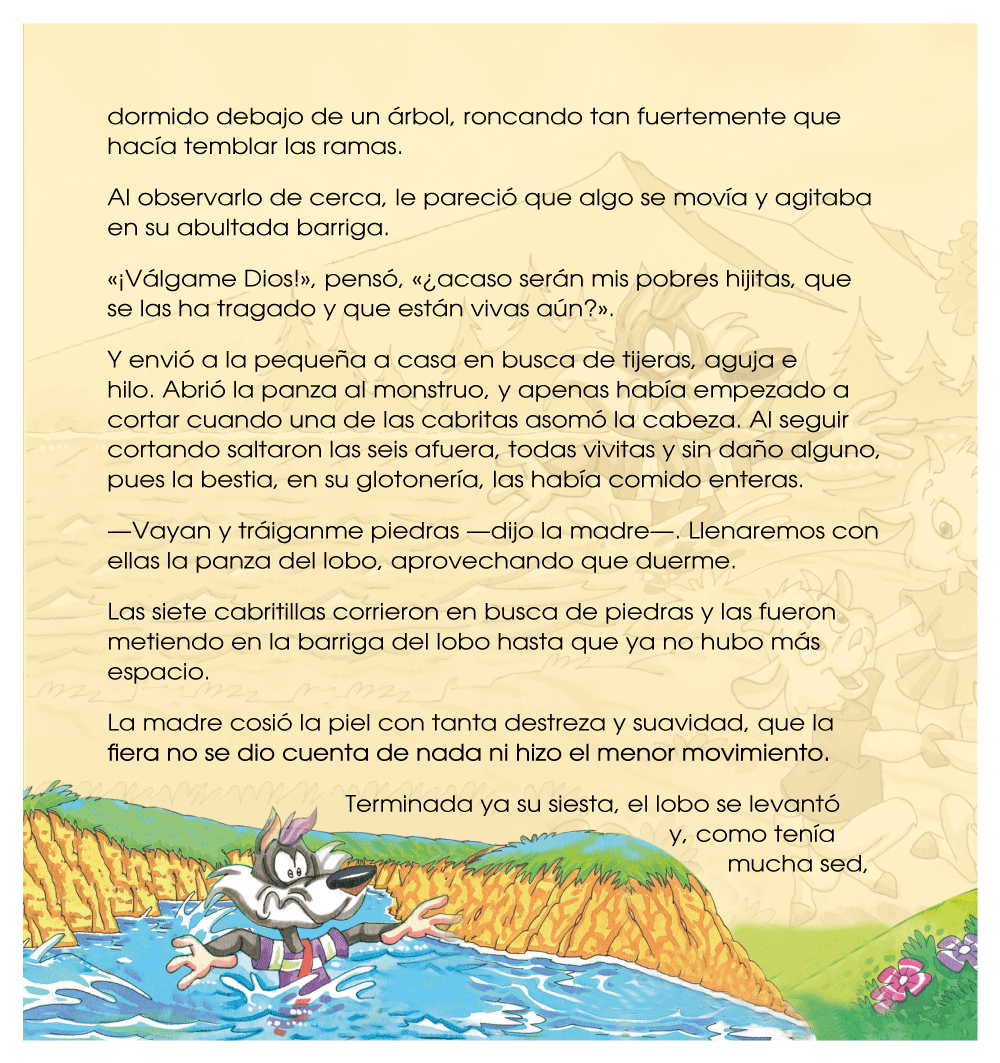 dormido debajo de un árbol, roncando tan fuertemente que
hacía temblar las ramas.
Al observarlo de cerca, le pareció que algo se movía y agitaba
en su abultada barriga.
«¡Válgame Dios!», pensó, «¿acaso serán mis pobres hijitas, que
se las ha tragado y que están vivas aún?».
Y envió a la pequeña a casa en busca de tijeras, aguja e
hilo. Abrió la panza al monstruo, y apenas había empezado a
cortar cuando una de las cabritas asomó la cabeza. Al seguir
cortando saltaron las seis afuera, todas vivitas y sin daño alguno,
pues la bestia, en su glotonería, las había comido enteras.
—Vayan y tráiganme piedras —dijo la madre—. Llenaremos con
ellas la panza del lobo, aprovechando que duerme.
Las siete cabritillas corrieron en busca de piedras y las fueron
metiendo en la barriga del lobo hasta que ya no hubo más
espacio.
La madre cosió la piel con tanta destreza y suavidad, que la
fiera no se dio cuenta de nada ni hizo el menor movimiento.
Terminada ya su siesta, el lobo se levantó
y, como tenía
mucha sed,